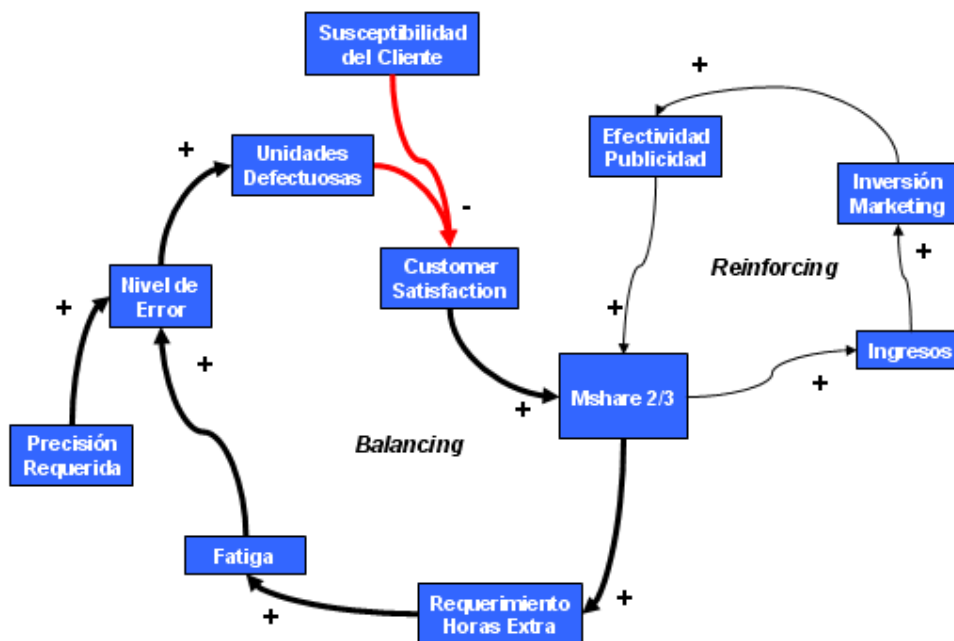 Susceptibilidad
del Cliente
+
+
Unidades
Defectuosas
Efectividad
Publicidad
Inversión
Marketing
-
Customer
Satisfaction
Reinforcing
+
Nivel de
Error
+
+
+
Ingresos
+
+
+
Mshare 2/3
Precisión
Requerida
Balancing
Fatiga
+
Requerimiento
Horas Extra
+